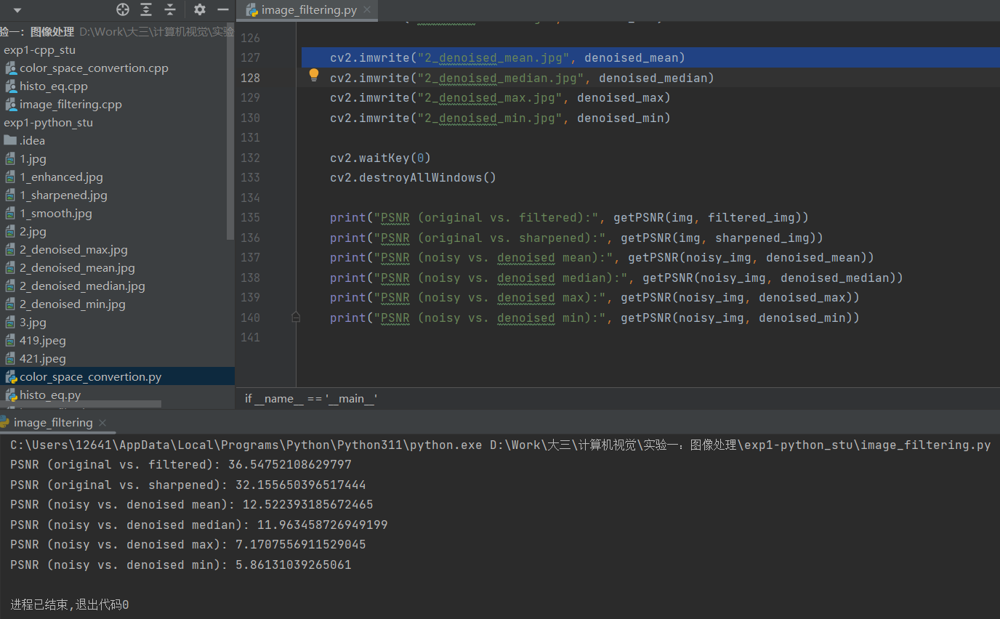 image_filtering.py
验一：图像处理 D:\Work\大三\计算机视觉\实验
exp1-cpp_stu
color_space_convertion.cpp
histo_eq.cpp
image_filtering.cpp
exp1-python_stu
.idea
1.jpg
1_enhanced.jpg
1_sharpened.jpg
1_smooth.jpg
2.jpg
2_denoised_max.jpg
2_denoised_mean.jpg
2_denoised_median.jpg
2_denoised_min.jpg
3.jpg
419.jpeg
421.jpeg
color_space_convertion.py
histo_eq.py
126
127 cv2.imwrite("2_denoised_mean.jpg", denoised_mean)
128 cv2.imwrite("2_denoised_median.jpg", denoised_median)
129 cv2.imwrite("2_denoised_max.jpg", denoised_max)
130 cv2.imwrite("2_denoised_min.jpg", denoised_min)
131
132 cv2.waitKey(0)
133 cv2.destroyAllWindows()
134
135 print("PSNR (original vs. filtered):", getPSNR(img, filtered_img))
136 print("PSNR (original vs. sharpened):", getPSNR(img, sharpened_img))
137 print("PSNR (noisy vs. denoised mean):", getPSNR(noisy_img, denoised_mean))
138 print("PSNR (noisy vs. denoised median):", getPSNR(noisy_img, denoised_median))
139 print("PSNR (noisy vs. denoised max):", getPSNR(noisy_img, denoised_max))
140 print("PSNR (noisy vs. denoised min):", getPSNR(noisy_img, denoised_min))
141
if __name__ == '__main__'
image_filtering
C:\Users\12641\AppData\Local\Programs\Python\Python311\python.exe D:\Work\大三\计算机视觉\实验一：图像处理\exp1-python_stu\image_filtering.py
PSNR (original vs. filtered): 36.54752108629797
PSNR (original vs. sharpened): 32.155650396517444
PSNR (noisy vs. denoised mean): 12.522393185672465
PSNR (noisy vs. denoised median): 11.963458726949199
PSNR (noisy vs. denoised max): 7.1707556911529045
PSNR (noisy vs. denoised min): 5.86131039265061
进程已结束,退出代码0